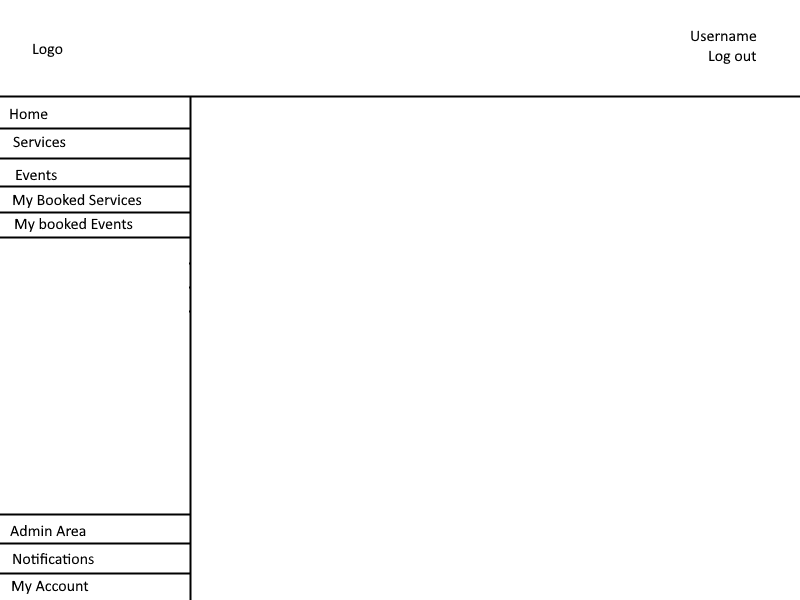 Logo
Username
Log out
Home
Services
Events
My Booked Services
My booked Events
Admin Area
Notifications
My Account